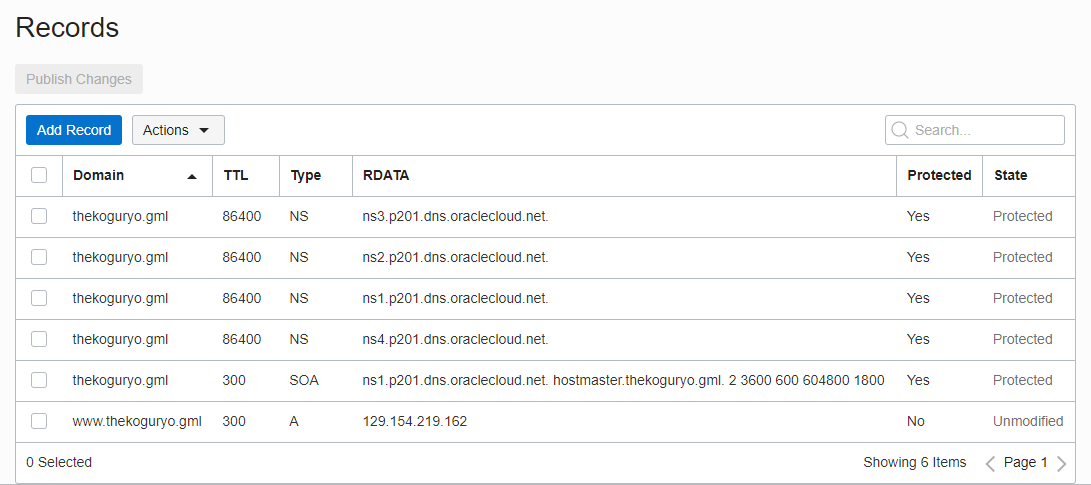 Records
Publish Changes
Add Record Actions Search...
Domain TTL Type RDATA Protected State
thekoguryo.gml 86400 NS ns3.p201.dns.oraclecloud.net. Yes Protected
thekoguryo.gml 86400 NS ns2.p201.dns.oraclecloud.net. Yes Protected
thekoguryo.gml 86400 NS ns1.p201.dns.oraclecloud.net. Yes Protected
thekoguryo.gml 86400 NS ns4.p201.dns.oraclecloud.net. Yes Protected
thekoguryo.gml 300 SOA ns1.p201.dns.oraclecloud.net. hostmaster.thekoguryo.gml. 2 3600 600 604800 1800 Yes Protected
www.thekoguryo.gml 300 A 129.154.219.162 No Unmodified
0 Selected Showing 6 Items Page 1